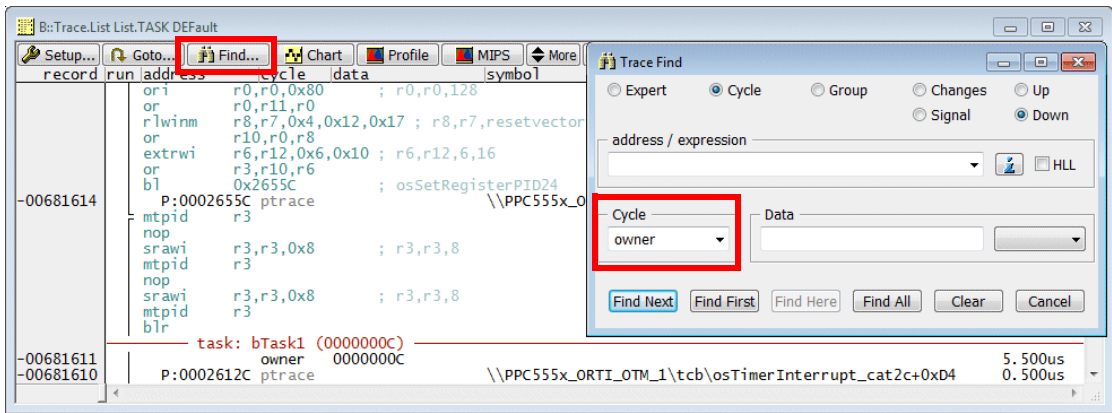 B::Trace.List List.TASK DEFault
Setup... Goto... Find... Chart Profile MIPS More
record run address cycle data symbol
ori r0,r0,0x80 ; r0,r0,128
or r0,r11,r0
rlwinm r8,r7,0x4,0x12,0x17 ; r8,r7,resetvector
or r10,r0,r8
extrwi r6,r12,0x6,0x10 ; r6,r12,6,16
or r3,r10,r6
bl 0x2655C ; osSetRegisterPID24
-00681614 P:0002655C ptrace \\PPC555x_O
mtpid r3
nop
srawi r3,r3,0x8 ; r3,r3,8
mtpid r3
nop
srawi r3,r3,0x8 ; r3,r3,8
mtpid r3
blr
task: bTask1 (0000000C)
-00681611 owner 0000000C 5.500us
-00681610 P:0002612C ptrace \\PPC555x_ORTI_OTM_1\tcb\osTimerInterrupt_cat2c+0xD4 0.500us
Trace Find
Expert Cycle Group Changes Up
Signal Down
address / expression
i HLL
Cycle Data
owner
Find Next Find First Find Here Find All Clear Cancel